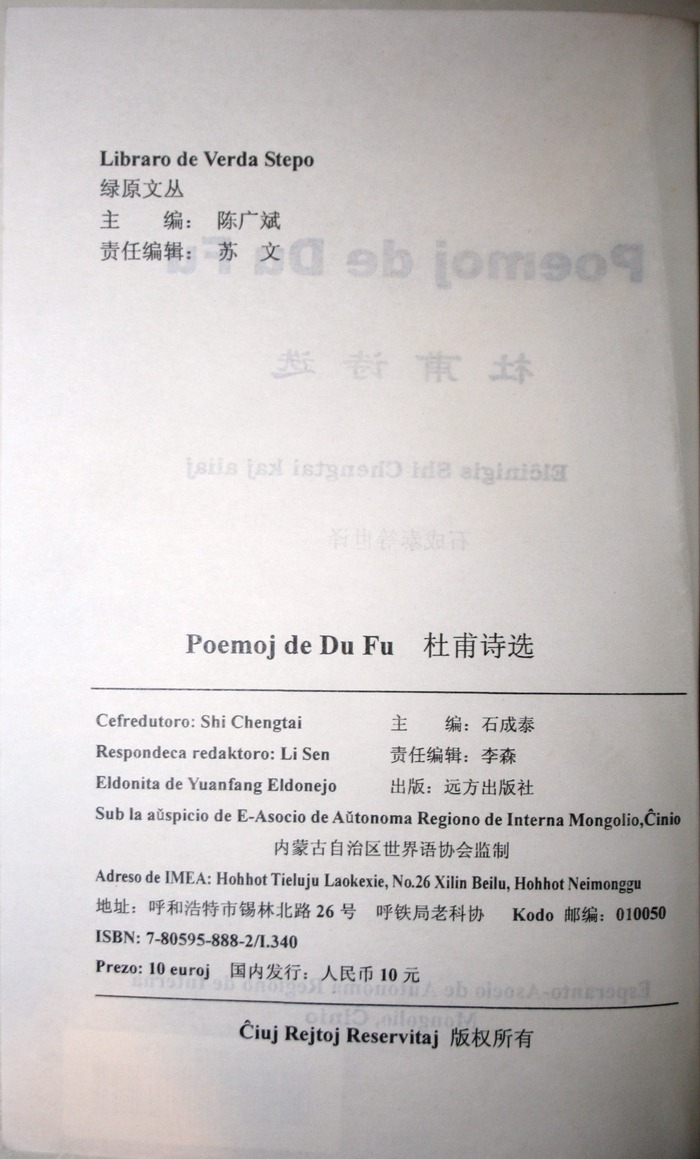 Libraro de Verda Stepo
绿原文丛
主　　编： 陈广斌
责任编辑： 苏　文
Poemoj de Du Fu　杜甫诗选
Cefredutoro: Shi Chengtai　　主　　编：石成泰
Respondeca redaktoro: Li Sen　　责任编辑：李森
Eldonita de Yuanfang Eldonejo　　出版：远方出版社
Sub la aŭspicio de E-Asocio de Aŭtonoma Regiono de Interna Mongolio,Ĉinio
内蒙古自治区世界语协会监制
Adreso de IMEA: Hohhot Tieluju Laokexie, No.26 Xilin Beilu, Hohhot Neimonggu
地址：呼和浩特市锡林北路 26 号　呼铁局老科协　Kodo 邮编：010050
ISBN: 7-80595-888-2/I.340
Prezo: 10 euroj　国内发行：人民币 10 元
Ĉiuj Rejtoj Reservitaj 版权所有